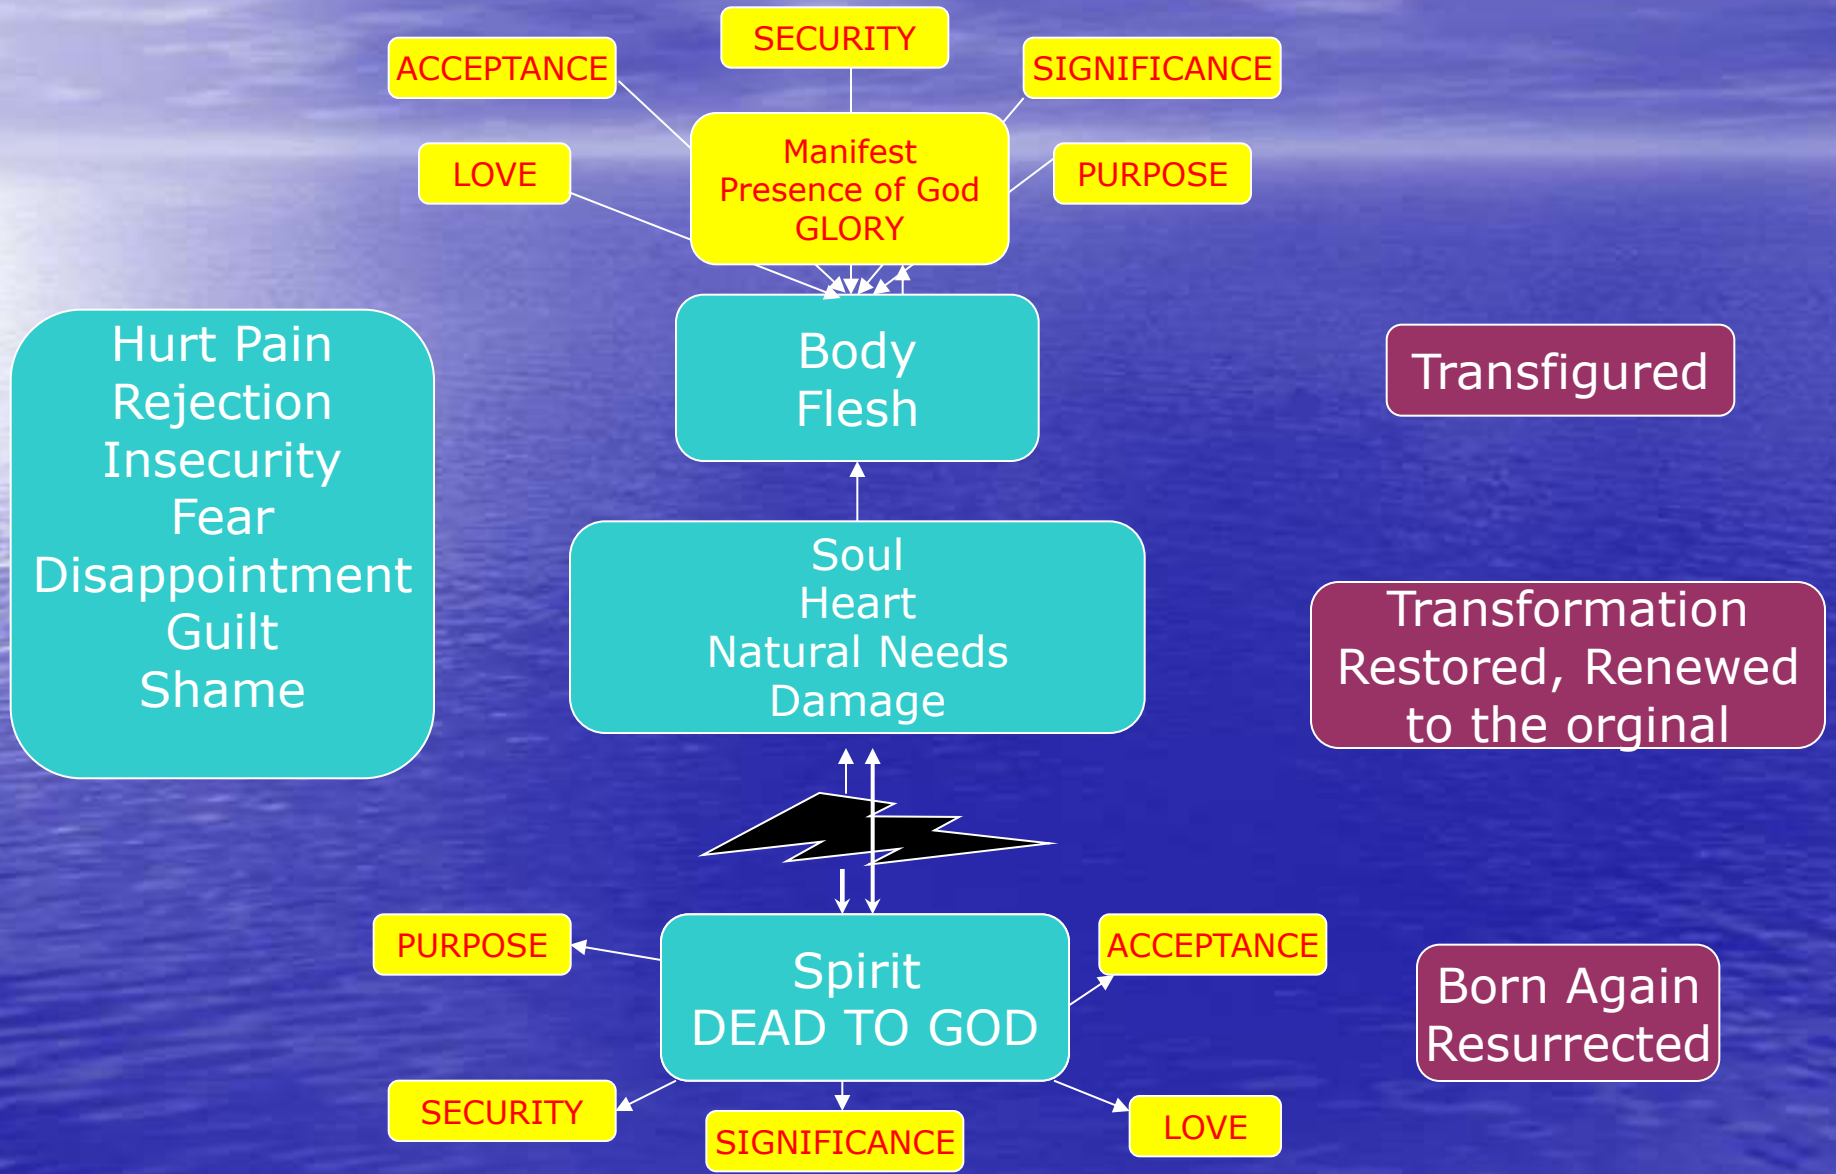 SECURITY
ACCEPTANCE
SIGNIFICANCE
LOVE
Manifest
Presence of God
GLORY
PURPOSE
Hurt Pain
Rejection
Insecurity
Fear
Disappointment
Guilt
Shame
Body
Flesh
Transfigured
Soul
Heart
Natural Needs
Damage
Transformation
Restored, Renewed
to the orginal
PURPOSE
Spirit
DEAD TO GOD
ACCEPTANCE
Born Again
Resurrected
SECURITY
SIGNIFICANCE
LOVE